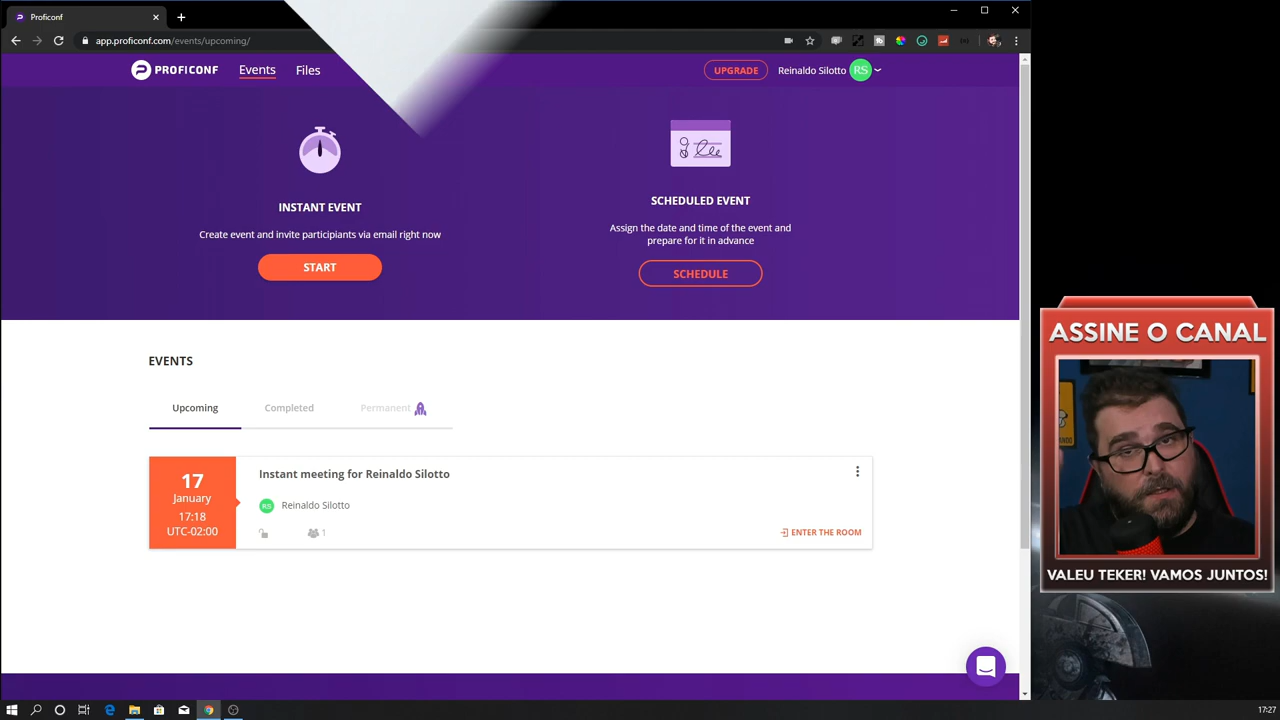 Proficonf
app.proficonf.com/events/upcoming/
PROFICONF
Events
Files
UPGRADE
Reinaldo Silotto
RS
INSTANT EVENT
Create event and invite participiants via email right now
START
SCHEDULED EVENT
Assign the date and time of the event and
prepare for it in advance
SCHEDULE
EVENTS
Upcoming
Completed
Permanent
17
January
17:18
UTC-02:00
Instant meeting for Reinaldo Silotto
RS
Reinaldo Silotto
1
ENTER THE ROOM
ASSINE O CANAL
VALEU TEKER! VAMOS JUNTOS!
17:27